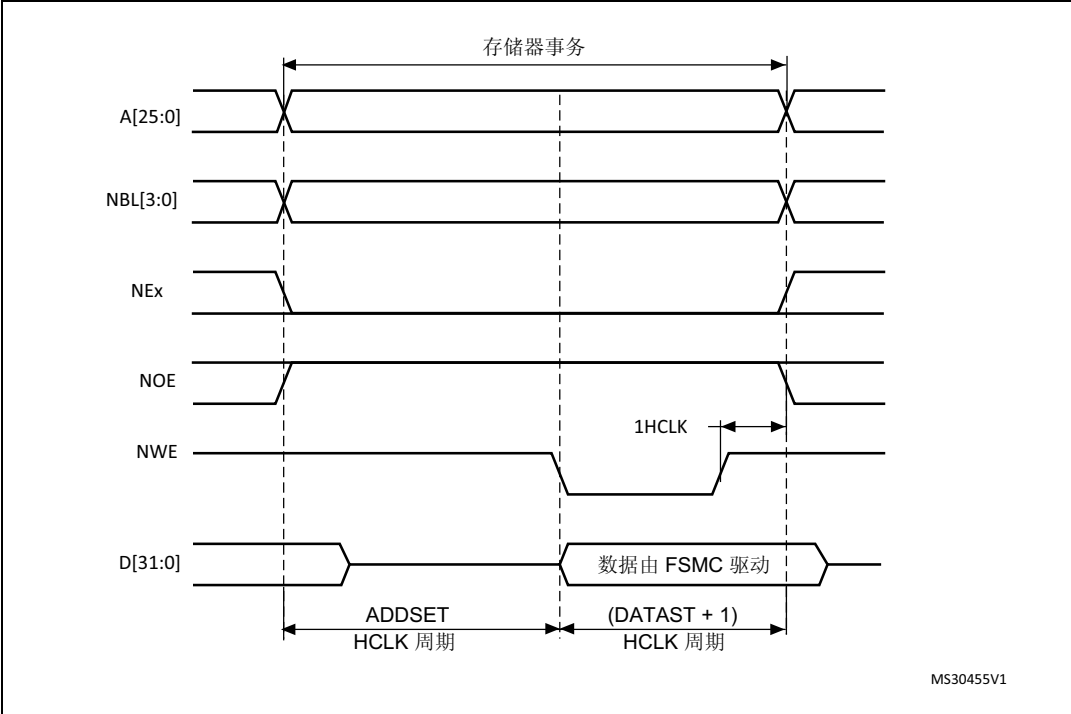 存储器事务
A[25:0]
NBL[3:0]
NEx
NOE
1HCLK
NWE
D[31:0]
数据由 FSMC 驱动
ADDSET
HCLK 周期
(DATAST + 1)
HCLK 周期
MS30455V1